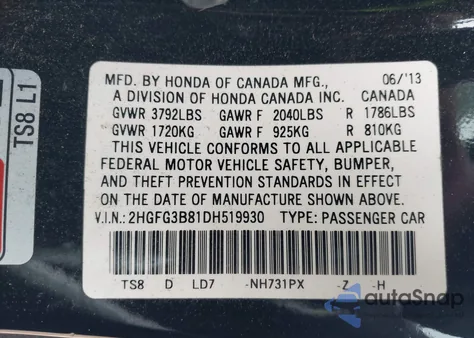 TS8 L1
MFD. BY HONDA OF CANADA MFG., 06/'13
A DIVISION OF HONDA CANADA INC. CANADA
GVWR 3792LBS GAWR F 2040LBS R 1786LBS
GVWR 1720KG GAWR F 925KG R 810KG
THIS VEHICLE CONFORMS TO ALL APPLICABLE
FEDERAL MOTOR VEHICLE SAFETY, BUMPER,
AND THEFT PREVENTION STANDARDS IN EFFECT
ON THE DATE OF MANUFACTURE SHOWN ABOVE.
V.I.N.: 2HGFG3B81DH519930 TYPE: PASSENGER CAR
TS8 D LD7 -NH731PX -Z -H
autoSnap